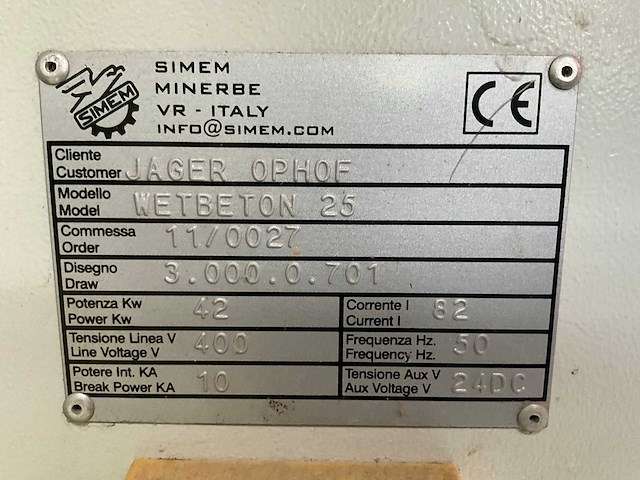 SIMEM
SIMEM
MINERBE
VR - ITALY
INFO@SIMEM.COM
CE
Cliente
Customer JAGER OPHOF
Modello
Model WETBETON 25
Commessa
Order 11/0027
Disegno
Draw 3.000.0.701
Potenza Kw
Power Kw 42
Corrente I
Current I 82
Tensione Linea V
Line Voltage V 400
Frequenza Hz.
Frequency Hz. 50
Potere Int. KA
Break Power KA 10
Tensione Aux V
Aux Voltage V 24DC